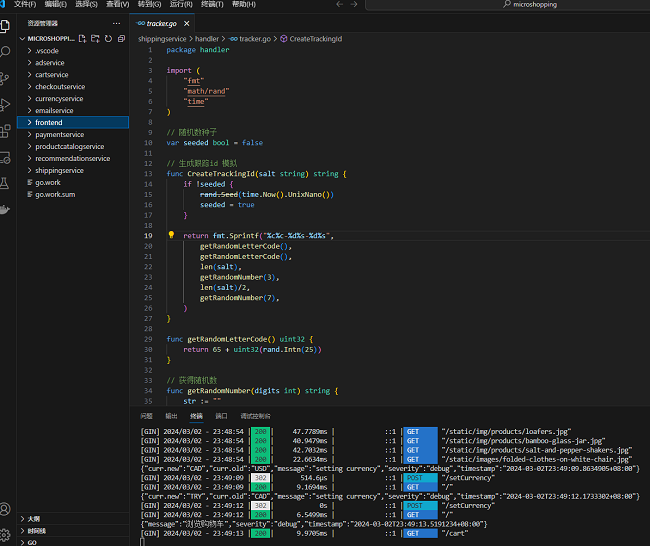 文件(F) 编辑(E) 选择(S) 查看(V) 转到(G) 运行(R) 终端(T) 帮助(H)
microshopping
资源管理器
tracker.go
shippingservice > handler > tracker.go > CreateTrackingId
MICROSHOPPING...
.vscode
adservice
cartservice
checkoutservice
currencyservice
emailservice
frontend
paymentservice
productcatalogservice
recommendationservice
shippingservice
go.work
go.work.sum
大纲
时间线
GO
1 package handler
2
3 import (
4 "fmt"
5 "math/rand"
6 "time"
7 )
8
9 // 随机数种子
10 var seeded bool = false
11
12 // 生成跟踪id 模拟
13 func CreateTrackingId(salt string) string {
14 if !seeded {
15 rand.Seed(time.Now().UnixNano())
16 seeded = true
17 }
18
19 return fmt.Sprintf("%c%c-%d%s-%d%s",
20 getRandomLetterCode(),
21 getRandomLetterCode(),
22 len(salt),
23 getRandomNumber(3),
24 len(salt)/2,
25 getRandomNumber(7),
26 )
27 }
28
29 func getRandomLetterCode() uint32 {
30 return 65 + uint32(rand.Intn(25))
31 }
32
33 // 获得随机数
34 func getRandomNumber(digits int) string {
35 str := ""
问题 输出 终端 端口 调试控制台
[GIN] 2024/03/02 - 23:48:54 | 200 | 47.7789ms | ::1 | GET "/static/img/products/loafers.jpg"
[GIN] 2024/03/02 - 23:48:54 | 200 | 40.9479ms | ::1 | GET "/static/img/products/bamboo-glass-jar.jpg"
[GIN] 2024/03/02 - 23:48:54 | 200 | 42.7032ms | ::1 | GET "/static/img/products/salt-and-pepper-shakers.jpg"
[GIN] 2024/03/02 - 23:48:54 | 200 | 22.6634ms | ::1 | GET "/static/images/folded-clothes-on-white-chair.jpg"
{"curr.new":"CAD","curr.old":"USD","message":"setting currency","severity":"debug","timestamp":"2024-03-02T23:49:09.8634905+08:00"}
[GIN] 2024/03/02 - 23:49:09 | 302 | 514.6µs | ::1 | POST "/setCurrency"
[GIN] 2024/03/02 - 23:49:09 | 200 | 9.1694ms | ::1 | GET "/"
{"curr.new":"TRY","curr.old":"CAD","message":"setting currency","severity":"debug","timestamp":"2024-03-02T23:49:12.1733302+08:00"}
[GIN] 2024/03/02 - 23:49:12 | 302 | 0s | ::1 | POST "/setCurrency"
[GIN] 2024/03/02 - 23:49:12 | 200 | 6.5499ms | ::1 | GET "/"
{"message":"浏览购物车","severity":"debug","timestamp":"2024-03-02T23:49:13.5191234+08:00"}
[GIN] 2024/03/02 - 23:49:13 | 200 | 9.9705ms | ::1 | GET "/cart"